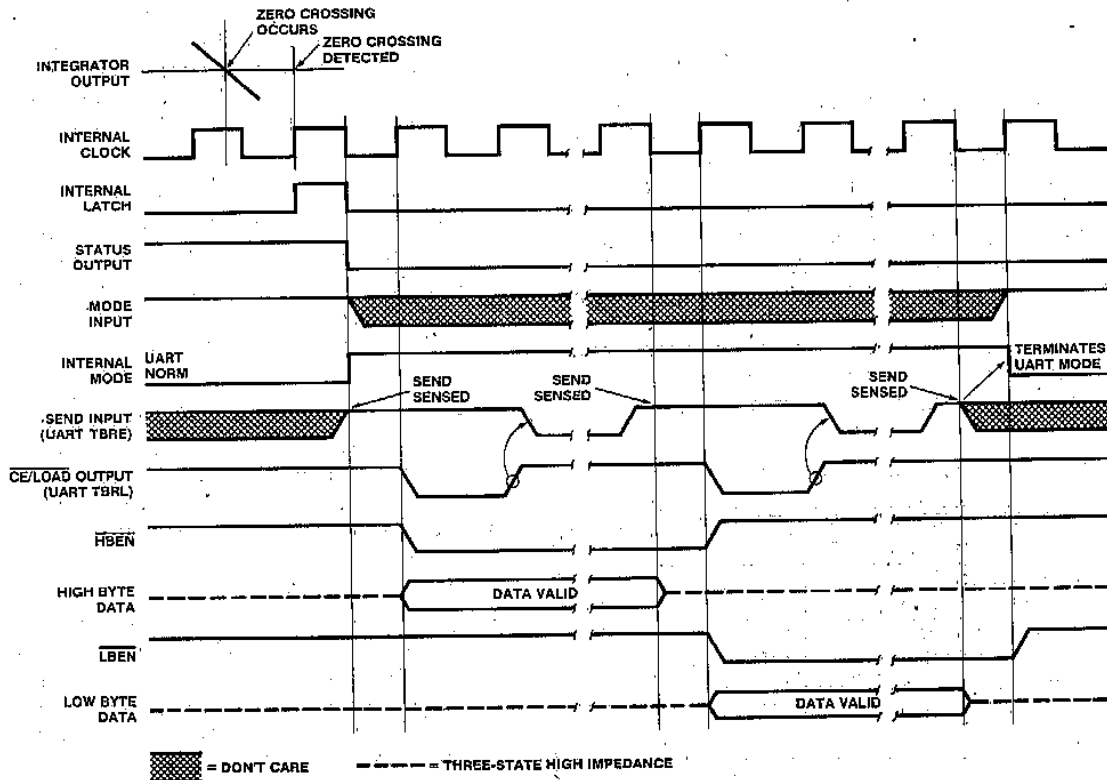 ZERO CROSSING
OCCURS
ZERO CROSSING
DETECTED
INTEGRATOR
OUTPUT
INTERNAL
CLOCK
INTERNAL
LATCH
STATUS
OUTPUT
MODE
INPUT
INTERNAL
MODE
UART
NORM
TERMINATES
UART MODE
SEND
SENSED
SEND
SENSED
SEND
SENSED
SEND INPUT
(UART TBRE)
CE/LOAD OUTPUT
(UART TBRL)
HBEN
HIGH BYTE
DATA
DATA VALID
LBEN
LOW BYTE
DATA
DATA VALID
= DON'T CARE
= THREE-STATE HIGH IMPEDANCE